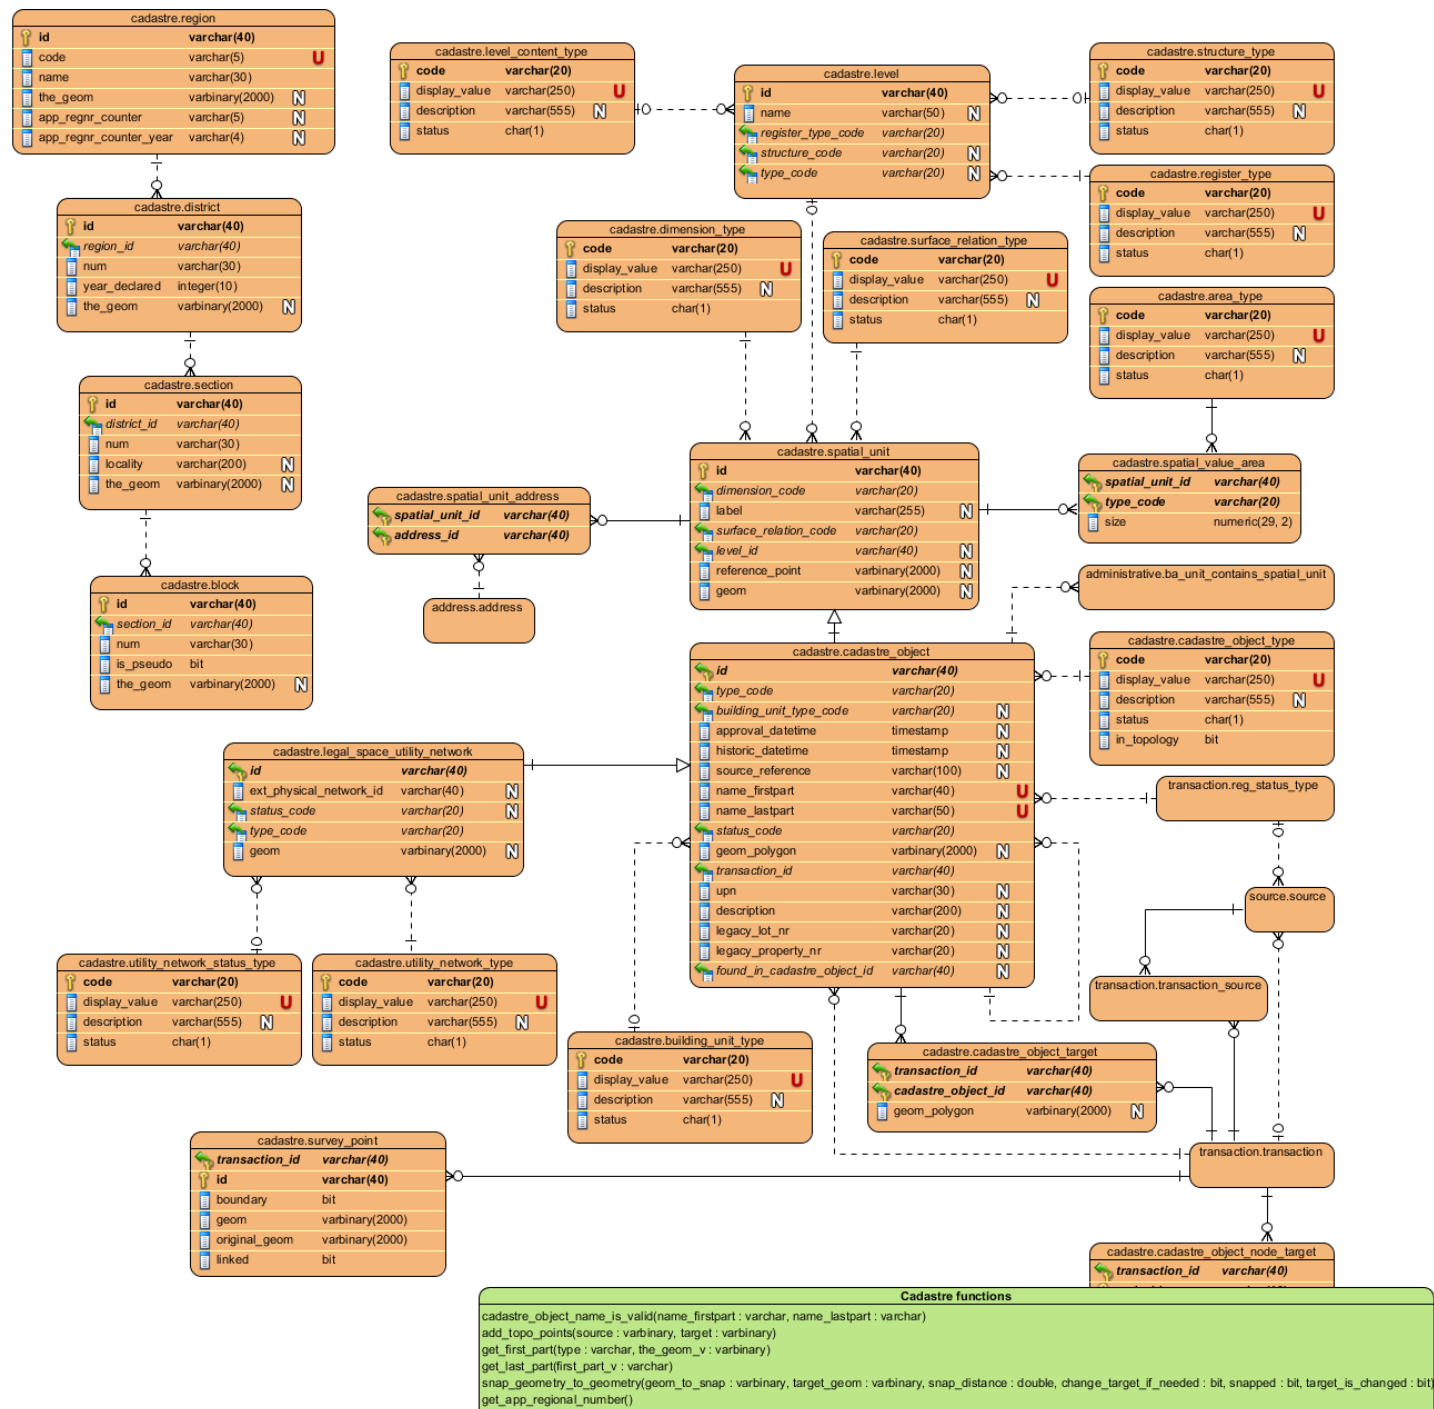 cadastre.region
id varchar(40)
code varchar(5) U
name varchar(30)
the_geom varbinary(2000) N
app_regnr_counter varchar(5) N
app_regnr_counter_year varchar(4) N
cadastre.level_content_type
code varchar(20)
display_value varchar(250) U
description varchar(555) N
status char(1)
cadastre.level
id varchar(40)
name varchar(50) N
register_type_code varchar(20)
structure_code varchar(20) N
type_code varchar(20) N
cadastre.structure_type
code varchar(20)
display_value varchar(250) U
description varchar(555) N
status char(1)
cadastre.register_type
code varchar(20)
display_value varchar(250) U
description varchar(555) N
status char(1)
cadastre.district
id varchar(40)
region_id varchar(40)
num varchar(30)
year_declared integer(10)
the_geom varbinary(2000) N
cadastre.dimension_type
code varchar(20)
display_value varchar(250) U
description varchar(555) N
status char(1)
cadastre.surface_relation_type
code varchar(20)
display_value varchar(250) U
description varchar(555) N
status char(1)
cadastre.area_type
code varchar(20)
display_value varchar(250) U
description varchar(555) N
status char(1)
cadastre.section
id varchar(40)
district_id varchar(40)
num varchar(30)
locality varchar(200) N
the_geom varbinary(2000) N
cadastre.spatial_unit
id varchar(40)
dimension_code varchar(20)
label varchar(255) N
surface_relation_code varchar(20)
level_id varchar(40) N
reference_point varbinary(2000) N
geom varbinary(2000) N
cadastre.spatial_value_area
spatial_unit_id varchar(40)
type_code varchar(20)
size numeric(29, 2)
cadastre.spatial_unit_address
spatial_unit_id varchar(40)
address_id varchar(40)
address.address
administrative.ba_unit_contains_spatial_unit
cadastre.block
id varchar(40)
section_id varchar(40)
num varchar(30)
is_pseudo bit
the_geom varbinary(2000) N
cadastre.cadastre_object
id varchar(40)
type_code varchar(20)
building_unit_type_code varchar(20) N
approval_datetime timestamp N
historic_datetime timestamp N
source_reference varchar(100) N
name_firstpart varchar(40) U
name_lastpart varchar(50) U
status_code varchar(20)
geom_polygon varbinary(2000) N
transaction_id varchar(40)
upn varchar(30) N
description varchar(200) N
legacy_lot_nr varchar(20) N
legacy_property_nr varchar(20) N
found_in_cadastre_object_id varchar(40) N
cadastre.cadastre_object_type
code varchar(20)
display_value varchar(250) U
description varchar(555) N
status char(1)
in_topology bit
cadastre.legal_space_utility_network
id varchar(40)
ext_physical_network_id varchar(40) N
status_code varchar(20) N
type_code varchar(20)
geom varbinary(2000) N
transaction.reg_status_type
source.source
transaction.transaction_source
cadastre.utility_network_status_type
code varchar(20)
display_value varchar(250) U
description varchar(555) N
status char(1)
cadastre.utility_network_type
code varchar(20)
display_value varchar(250) U
description varchar(555) N
status char(1)
cadastre.building_unit_type
code varchar(20)
display_value varchar(250) U
description varchar(555) N
status char(1)
cadastre.cadastre_object_target
transaction_id varchar(40)
cadastre_object_id varchar(40)
geom_polygon varbinary(2000) N
cadastre.survey_point
transaction_id varchar(40)
id varchar(40)
boundary bit
geom varbinary(2000)
original_geom varbinary(2000)
linked bit
transaction.transaction
cadastre.cadastre_object_node_target
transaction_id varchar(40)
Cadastre functions
cadastre_object_name_is_valid(name_firstpart : varchar, name_lastpart : varchar)
add_topo_points(source : varbinary, target : varbinary)
get_first_part(type : varchar, the_geom_v : varbinary)
get_last_part(first_part_v : varchar)
snap_geometry_to_geometry(geom_to_snap : varbinary, target_geom : varbinary, snap_distance : double, change_target_if_needed : bit, snapped : bit, target_is_changed : bit)
get_app_regional_number()